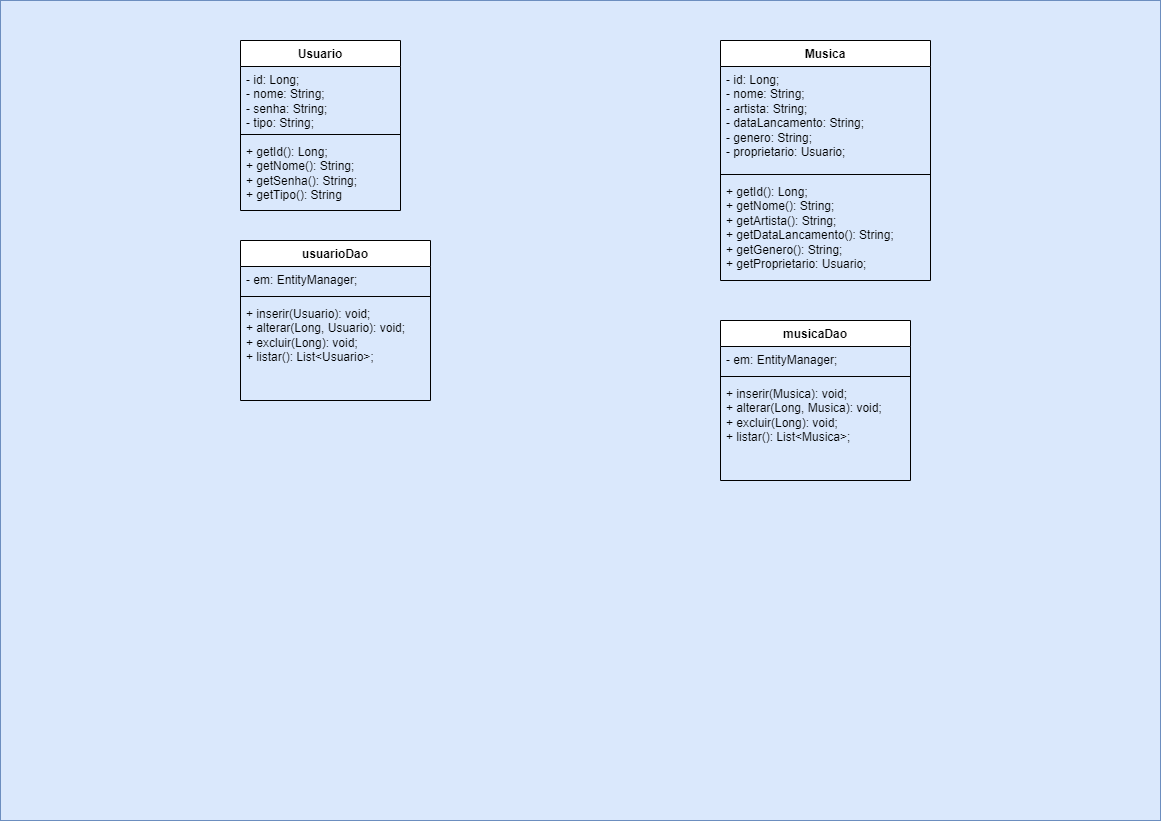 Usuario
- id: Long;
- nome: String;
- senha: String;
- tipo: String;
+ getId(): Long;
+ getNome(): String;
+ getSenha(): String;
+ getTipo(): String
usuarioDao
- em: EntityManager;
+ inserir(Usuario): void;
+ alterar(Long, Usuario): void;
+ excluir(Long): void;
+ listar(): List<Usuario>;
Musica
- id: Long;
- nome: String;
- artista: String;
- dataLancamento: String;
- genero: String;
- proprietario: Usuario;
+ getId(): Long;
+ getNome(): String;
+ getArtista(): String;
+ getDataLancamento(): String;
+ getGenero(): String;
+ getProprietario: Usuario;
musicaDao
- em: EntityManager;
+ inserir(Musica): void;
+ alterar(Long, Musica): void;
+ excluir(Long): void;
+ listar(): List<Musica>;